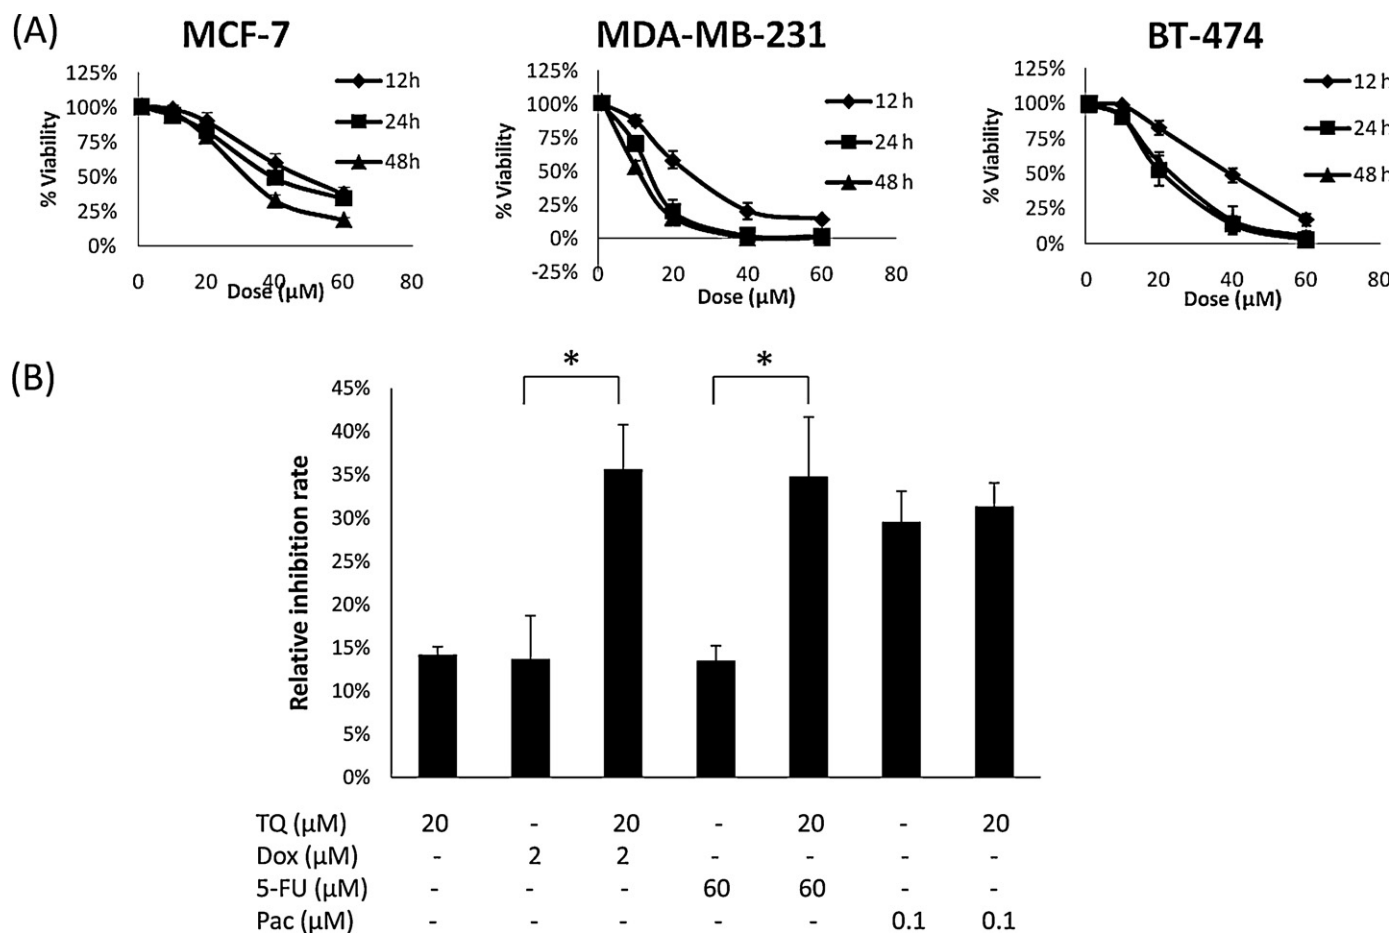 (A)
MCF-7
125%
100%
75%
50%
25%
0%
% Viability
0 20 40 60 80
Dose (µM)
12h
24h
48h
MDA-MB-231
125%
100%
75%
50%
25%
0%
-25%
% Viability
0 20 40 60 80
Dose (µM)
12 h
24 h
48 h
BT-474
125%
100%
75%
50%
25%
0%
% Viability
0 20 40 60 80
Dose (µM)
12 h
24 h
48 h
(B)
* *
45%
40%
35%
30%
25%
20%
15%
10%
5%
0%
Relative inhibition rate
TQ (µM) 20 - 20 - 20 - 20
Dox (µM) - 2 2 - - - -
5-FU (µM) - - - 60 60 - -
Pac (µM) - - - - - 0.1 0.1